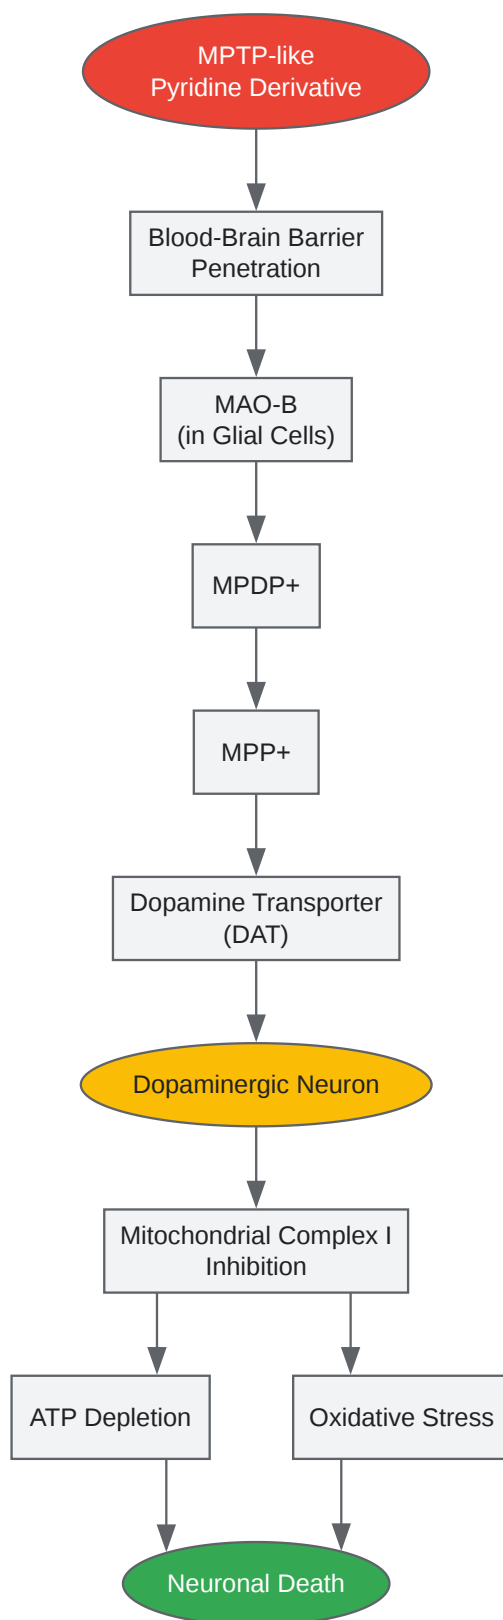 MPTP-like
Pyridine Derivative
Blood-Brain Barrier
Penetration
MAO-B
(in Glial Cells)
MPDP+
MPP+
Dopamine Transporter
(DAT)
Dopaminergic Neuron
Mitochondrial Complex I
Inhibition
ATP Depletion
Oxidative Stress
Neuronal Death